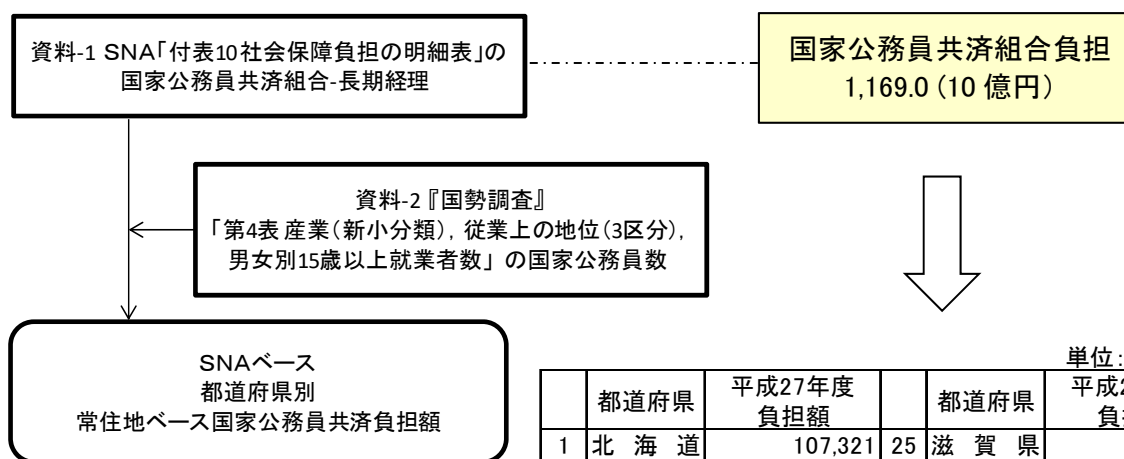 資料-1 SNA「付表10社会保障負担の明細表」の
国家公務員共済組合-長期経理
国家公務員共済組合負担
1,169.0 (10 億円)
資料-2『国勢調査』
「第4表 産業(新小分類), 従業上の地位(3区分),
男女別15歳以上就業者数」の国家公務員数
SNAベース
都道府県別
常住地ベース国家公務員共済負担額
単位:
都道府県 平成27年度 負担額 都道府県 平成2
1 北海道 107,321 25 滋賀県